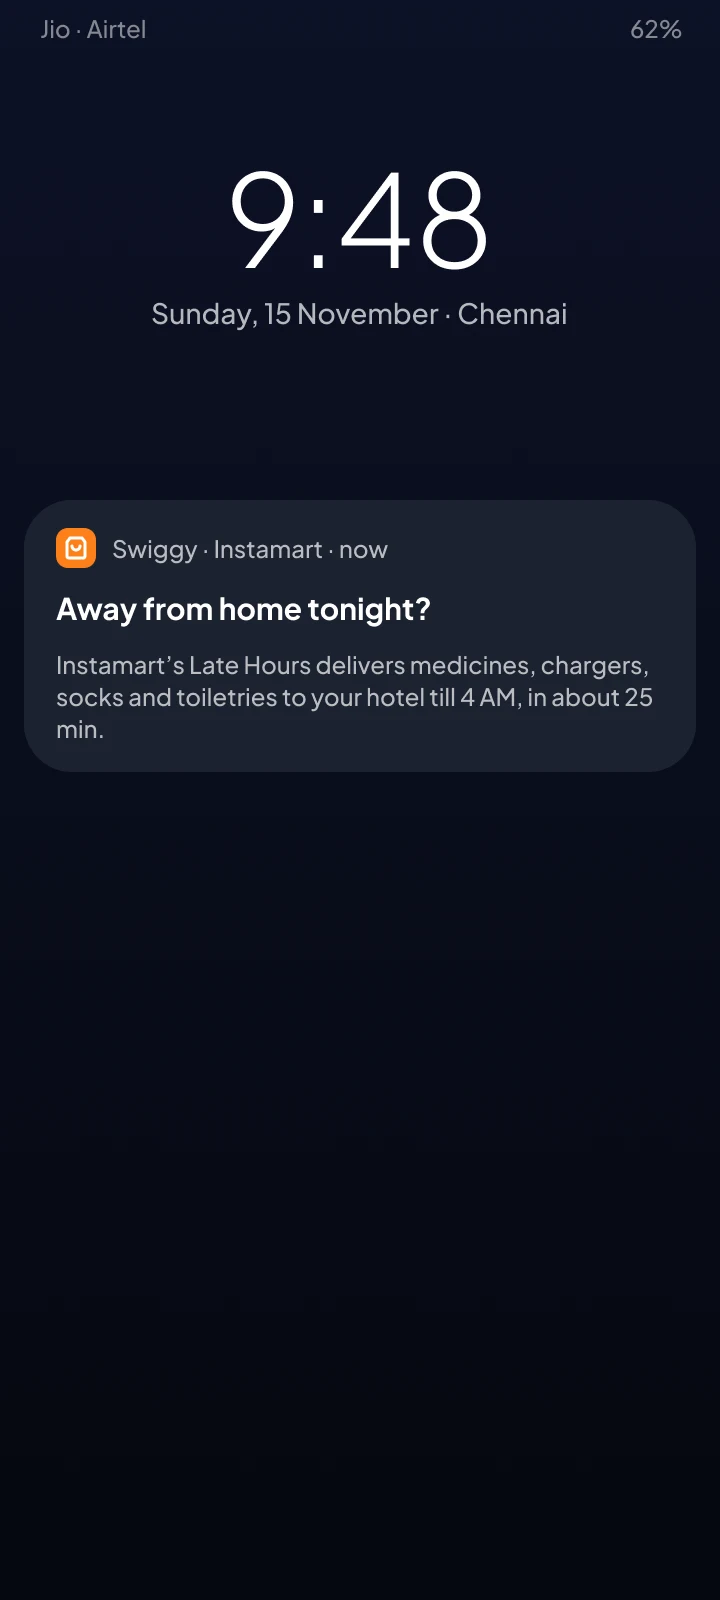 Jio · Airtel
62%
9:48
Sunday, 15 November · Chennai
Swiggy · Instamart · now
Away from home tonight?
Instamart’s Late Hours delivers medicines, chargers,
socks and toiletries to your hotel till 4 AM, in about 25
min.